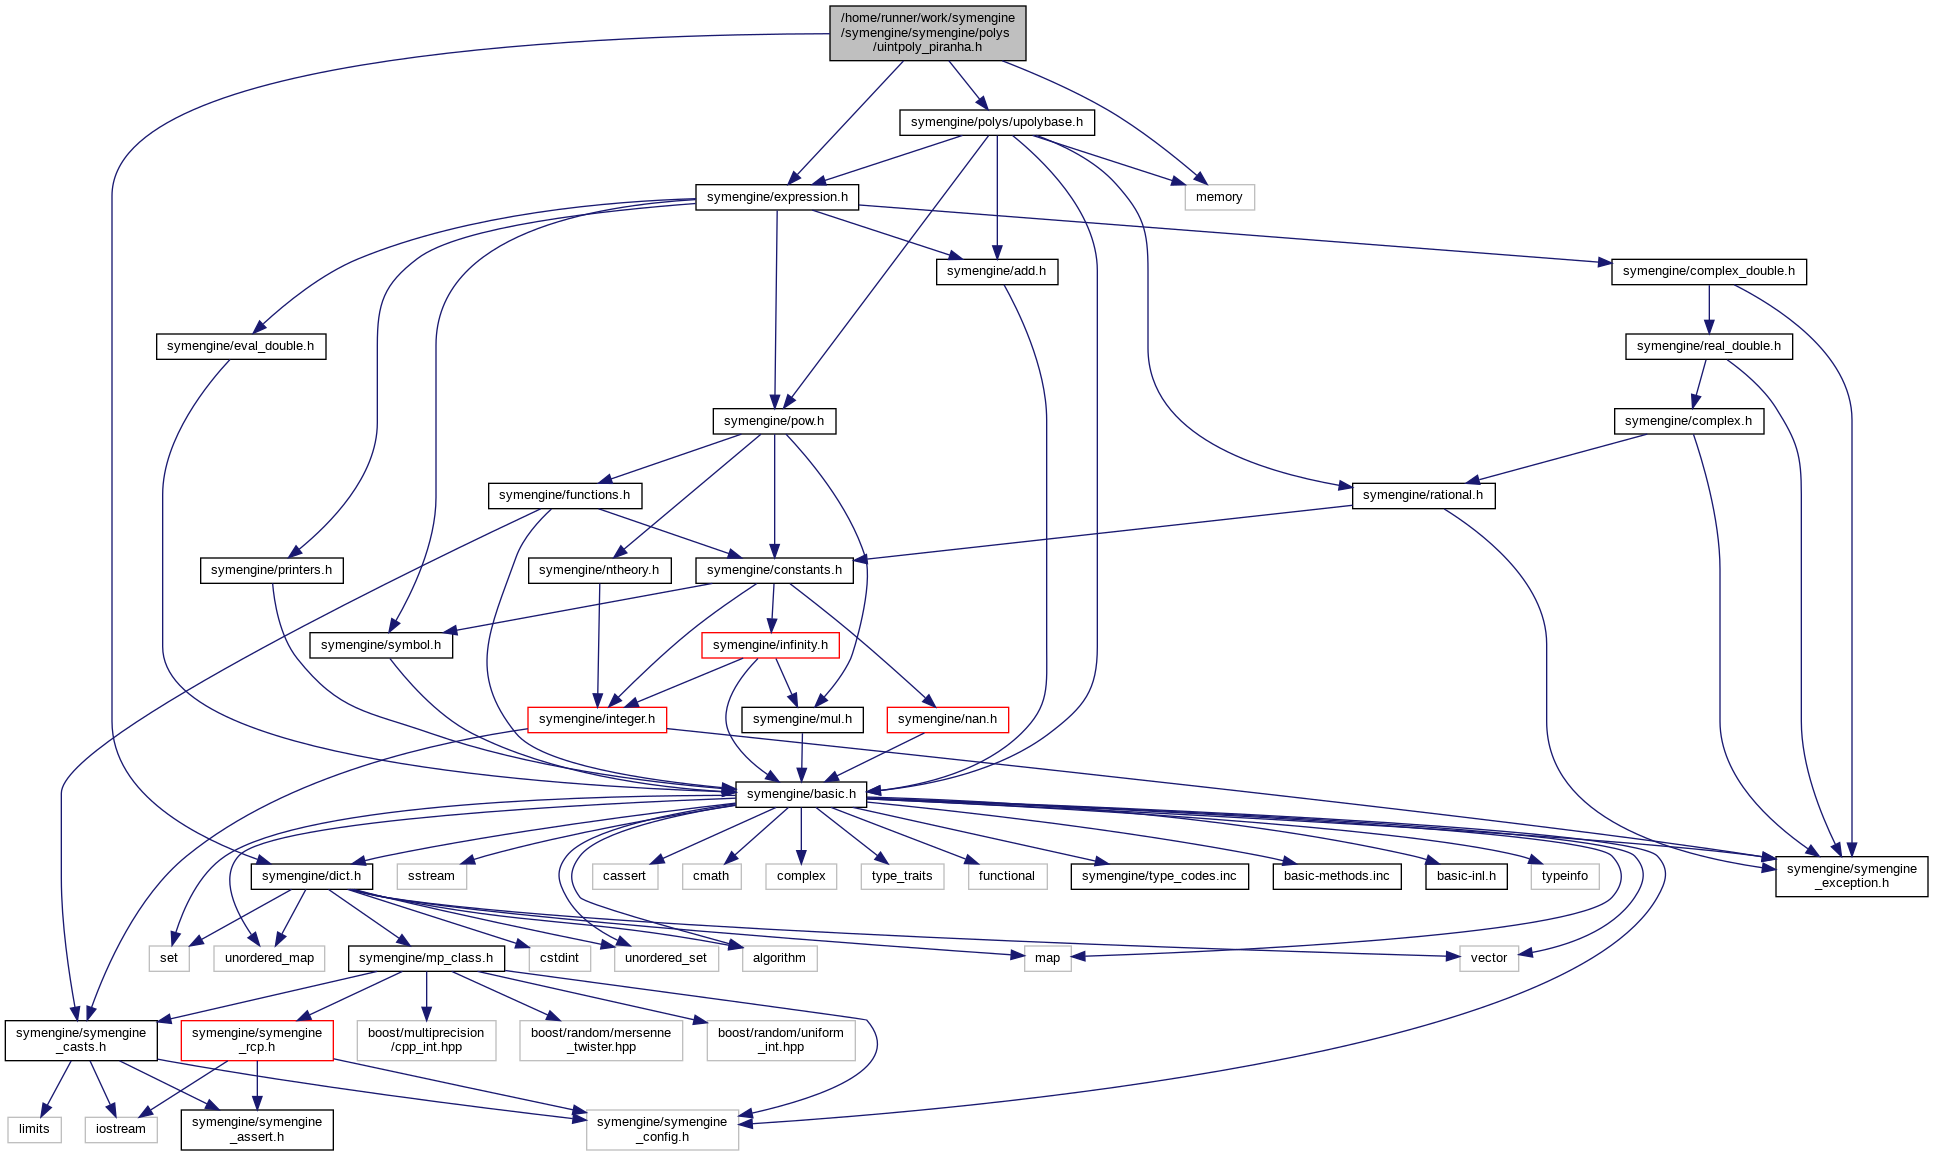 /home/runner/work/symengine
/symengine/symengine/polys
/uintpoly_piranha.h
symengine/polys/upolybase.h
symengine/expression.h
memory
symengine/add.h
symengine/complex_double.h
symengine/eval_double.h
symengine/real_double.h
symengine/pow.h
symengine/complex.h
symengine/functions.h
symengine/rational.h
symengine/printers.h
symengine/ntheory.h
symengine/constants.h
symengine/symbol.h
symengine/infinity.h
symengine/integer.h
symengine/mul.h
symengine/nan.h
symengine/basic.h
symengine/dict.h
sstream
cassert
cmath
complex
type_traits
functional
symengine/type_codes.inc
basic-methods.inc
basic-inl.h
typeinfo
symengine/symengine
_exception.h
set
unordered_map
symengine/mp_class.h
cstdint
unordered_set
algorithm
map
vector
symengine/symengine
_casts.h
symengine/symengine
_rcp.h
boost/multiprecision
/cpp_int.hpp
boost/random/mersenne
_twister.hpp
boost/random/uniform
_int.hpp
limits
iostream
symengine/symengine
_assert.h
symengine/symengine
_config.h